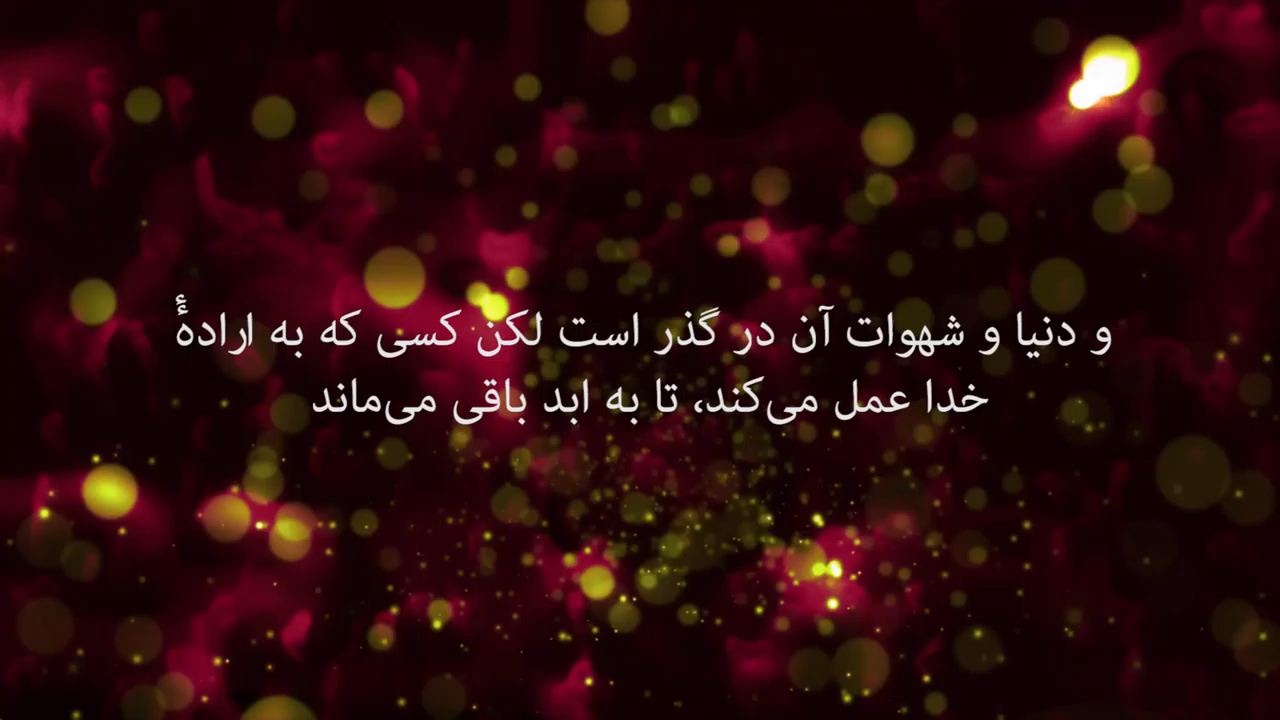 و دنیا و شهوات آن در گذر است لکن کسی که به ارادهٔٔ
خدا عمل می‌کند، تا به ابد باقی می‌ماند